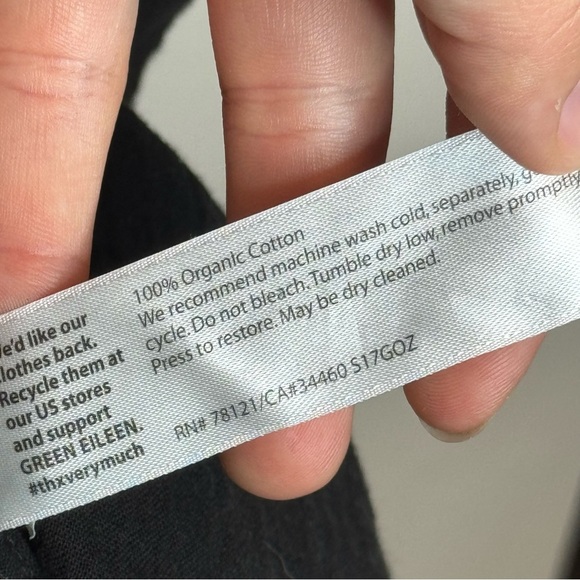 100% Organic Cotton
We recommend machine wash cold, separately,
cycle. Do not bleach. Tumble dry low, remove promptly
Press to restore. May be dry cleaned.
RN# 78121/CA#34460 S17GOZ
We'd like our
clothes back.
Recycle them at
our US stores
and support
GREEN EILEEN.
#thxverymuch